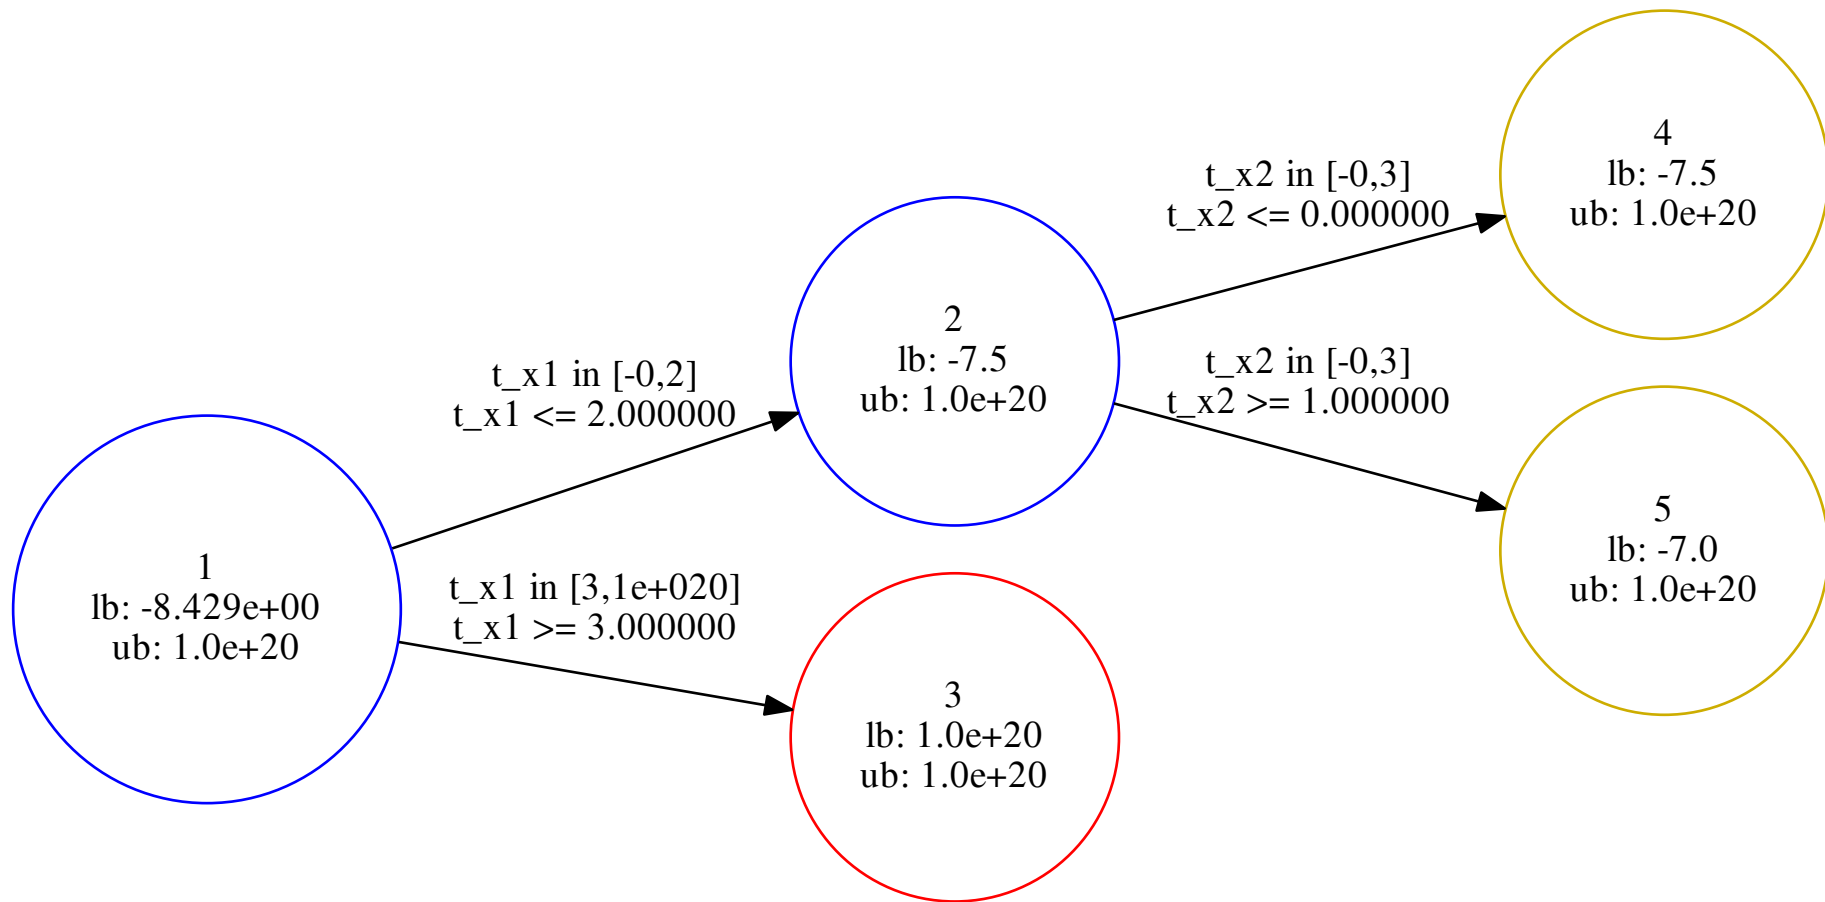 1
lb: -8.429e+00
ub: 1.0e+20
t_x1 in [-0,2]
t_x1 <= 2.000000
t_x1 in [3,1e+020]
t_x1 >= 3.000000
2
lb: -7.5
ub: 1.0e+20
3
lb: 1.0e+20
ub: 1.0e+20
t_x2 in [-0,3]
t_x2 <= 0.000000
t_x2 in [-0,3]
t_x2 >= 1.000000
4
lb: -7.5
ub: 1.0e+20
5
lb: -7.0
ub: 1.0e+20